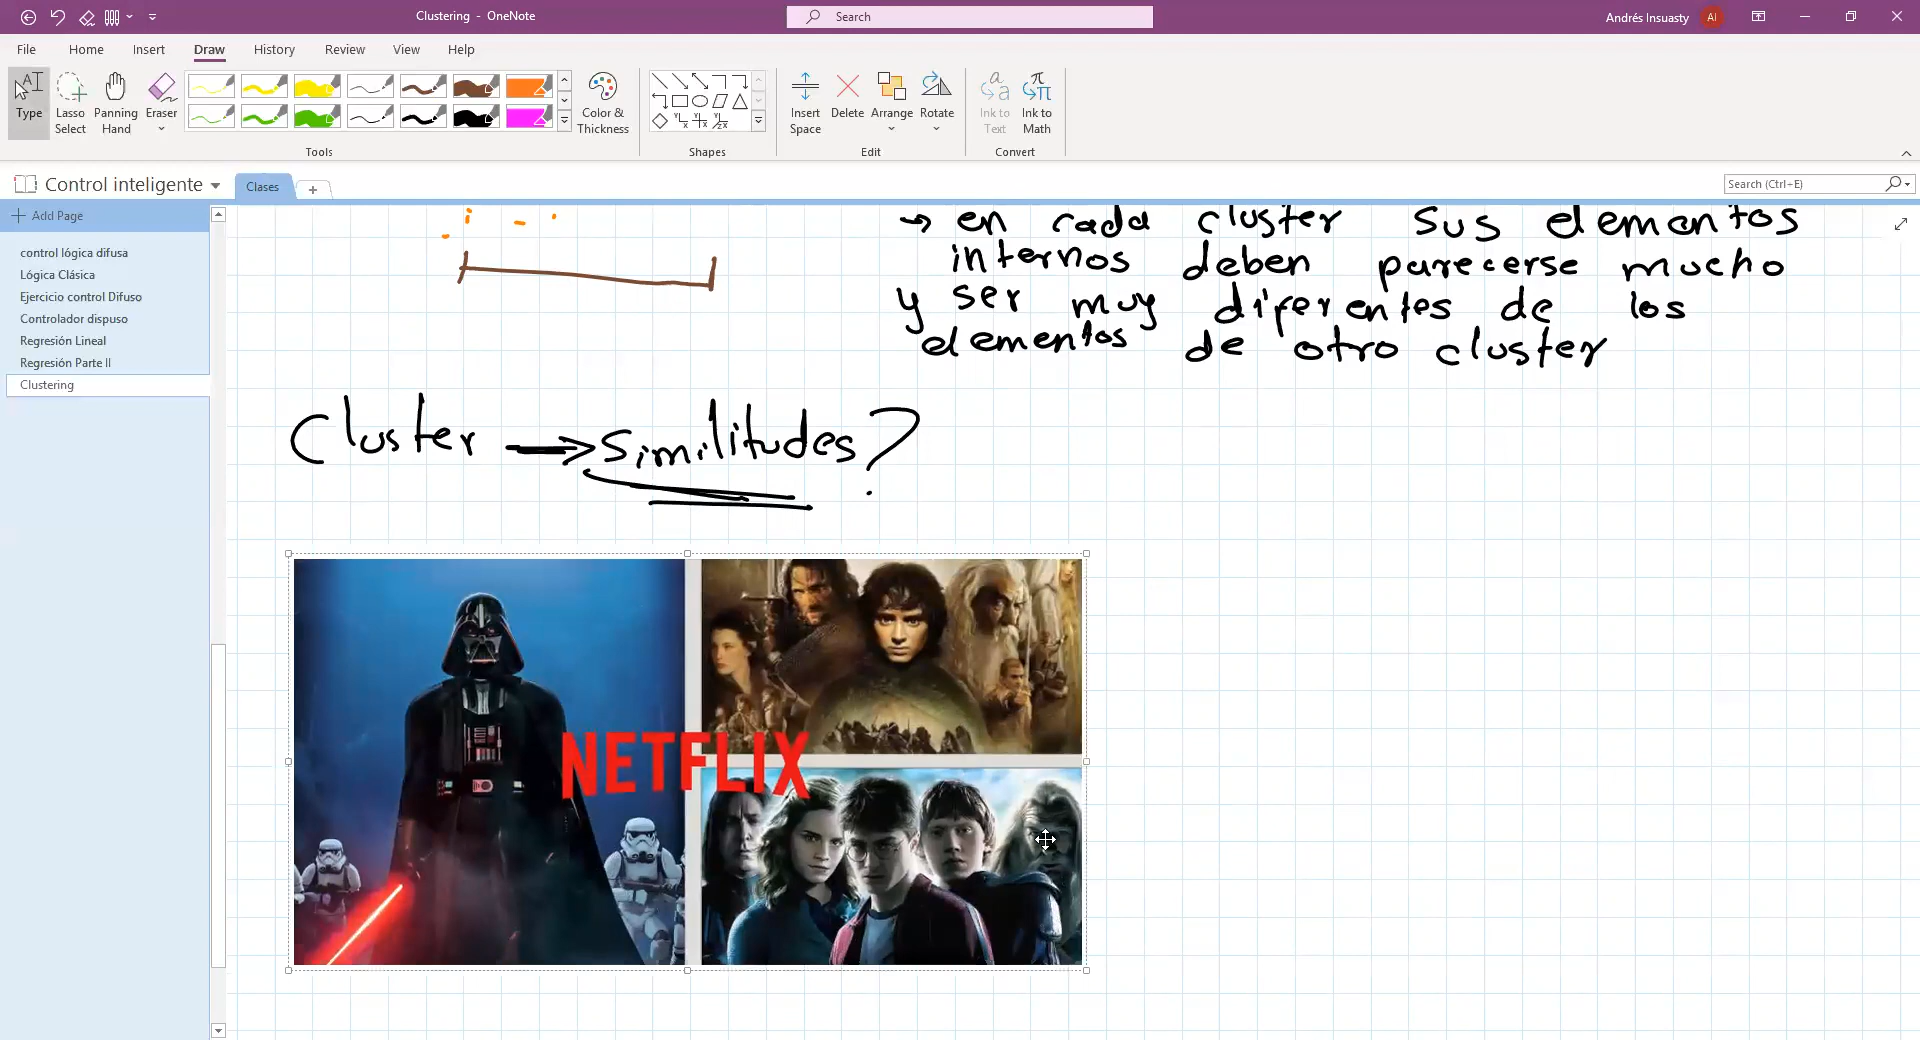 Clustering - OneNote
Search
Andrés Insuasty
AI
File
Home
Insert
Draw
History
Review
View
Help
Type
Lasso Select
Panning Hand
Eraser
Color & Thickness
Insert Space
Delete
Arrange
Rotate
Ink to Text
Ink to Math
Tools
Shapes
Edit
Convert
Control inteligente
Clases
Search (Ctrl+E)
Add Page
control lógica difusa
Lógica Clásica
Ejercicio control Difuso
Controlador dispuso
Regresión Lineal
Regresión Parte II
Clustering
→ en cada cluster sus elementos
internos deben parecerse mucho
y ser muy diferentes de los
elementos de otro cluster
Cluster → Similitudes?
NETFLIX